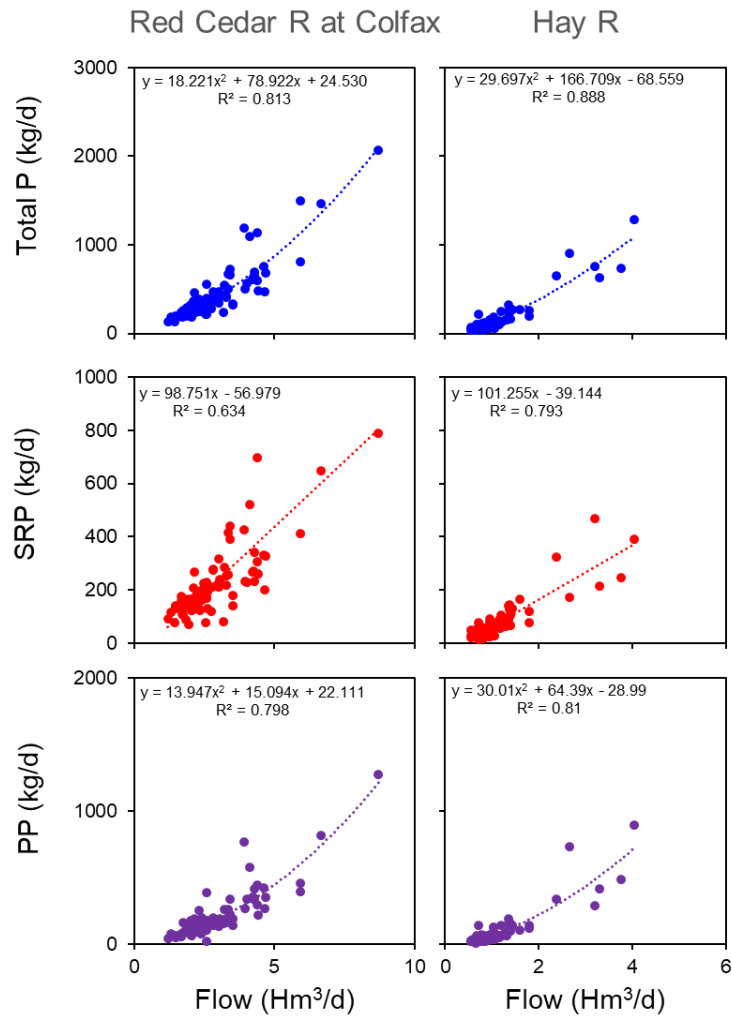 Red Cedar R at Colfax
Hay R
Total P (kg/d)
3000
2000
1000
0
y = 18.221x² + 78.922x + 24.530
R² = 0.813
y = 29.697x² + 166.709x - 68.559
R² = 0.888
SRP (kg/d)
1000
800
600
400
200
0
y = 98.751x - 56.979
R² = 0.634
y = 101.255x - 39.144
R² = 0.793
PP (kg/d)
2000
1000
0
y = 13.947x² + 15.094x + 22.111
R² = 0.798
y = 30.01x² + 64.39x - 28.99
R² = 0.81
0 5 10
0 2 4 6
Flow (Hm³/d)
Flow (Hm³/d)